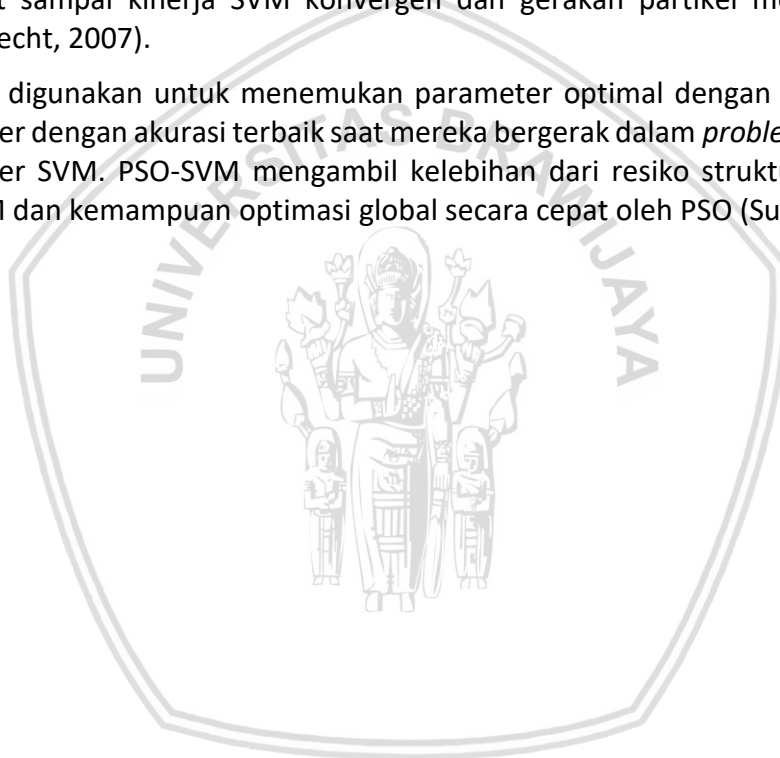 sampai kinerja SVM konvergen dan gerakan partikel
echt, 2007).
digunakan untuk menemukan parameter optimal dengan
er dengan akurasi terbaik saat mereka bergerak dalam proble
er SVM. PSO-SVM mengambil kelebihan dari resiko struktu
dan kemampuan optimasi global secara cepat oleh PSO (Su
UNIVERSITAS BRAWIJAYA